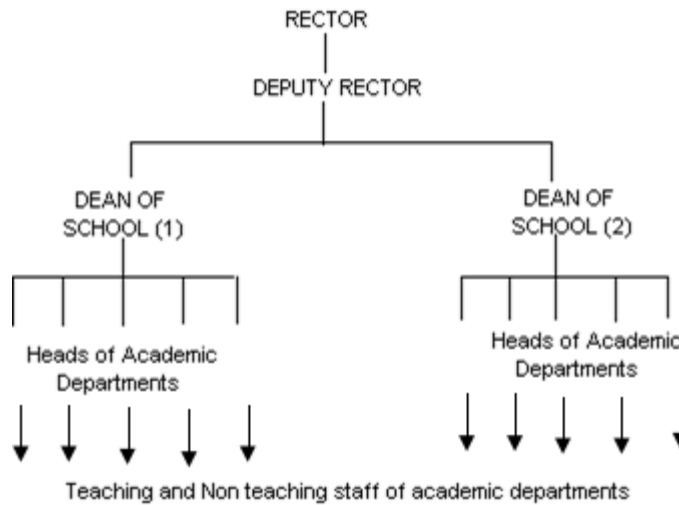 RECTOR
DEPUTY RECTOR
DEAN OF
SCHOOL (1)
DEAN OF
SCHOOL (2)
Heads of Academic
Departments
Heads of Academic
Departments
Teaching and Non teaching staff of academic departments